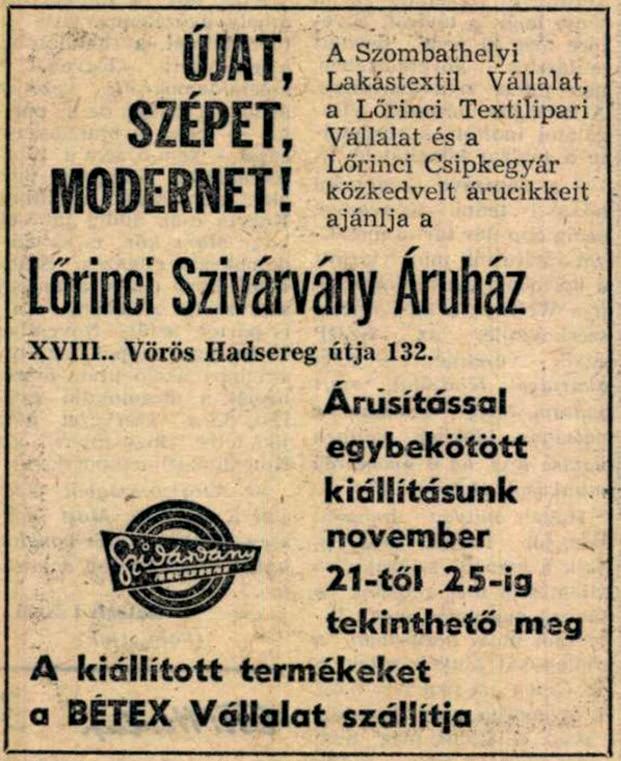 ÚJAT,
SZÉPET,
MODERNET!
A Szombathelyi
Lakástextil Vállalat,
a Lőrinci Textilipari
Vállalat és a
Lőrinci Csipkegyár
közkedvelt árucikkeit
ajánlja a
Lőrinci Szivárvány Áruház
XVIII.. Vörös Hadsereg útja 132.
Árusítással
egybekötött
kiállításunk
november
21-től 25-ig
tekinthető meg
Szivárvány
ÁRUHÁZ
A kiállított termékeket
a BÉTEX Vállalat szállítja